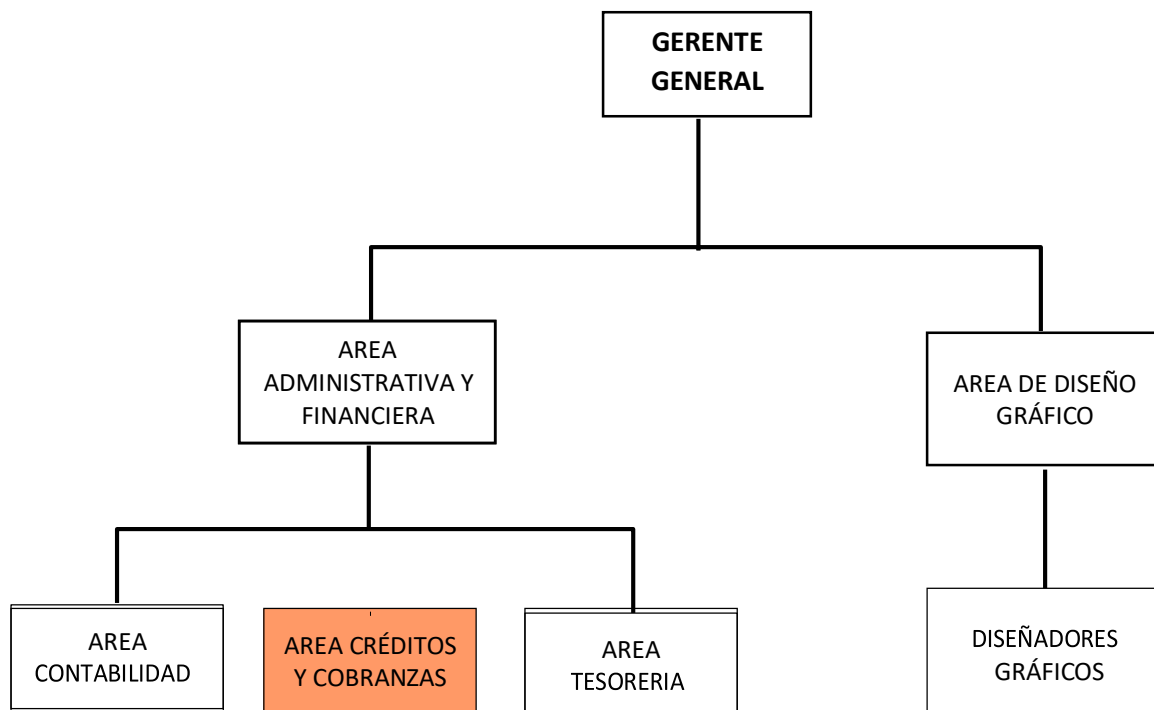 GERENTE
GENERAL
AREA
ADMINISTRATIVA Y
FINANCIERA
AREA DE DISEÑO
GRÁFICO
AREA
CONTABILIDAD
AREA CRÉDITOS
Y COBRANZAS
AREA
TESORERIA
DISEÑADORES
GRÁFICOS